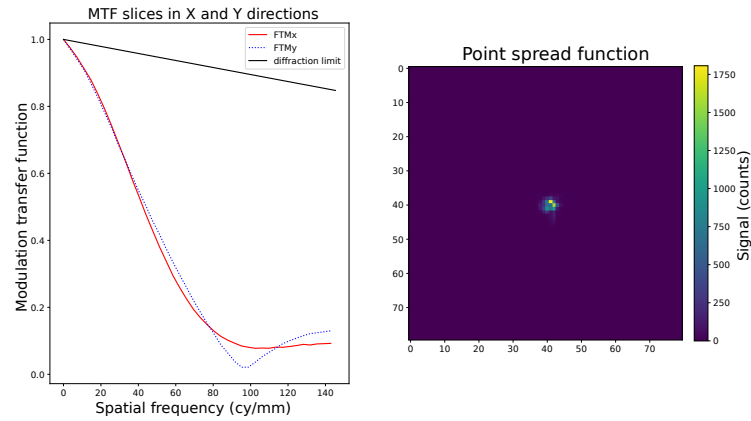 MTF slices in X and Y directions
FTMx
FTMy
diffraction limit
1.0
0.8
0.6
0.4
0.2
0.0
Modulation transfer function
0 20 40 60 80 100 120 140
Spatial frequency (cy/mm)
Point spread function
0
10
20
30
40
50
60
70
0 10 20 30 40 50 60 70
1750
1500
1250
1000
750
500
250
0
Signal (counts)